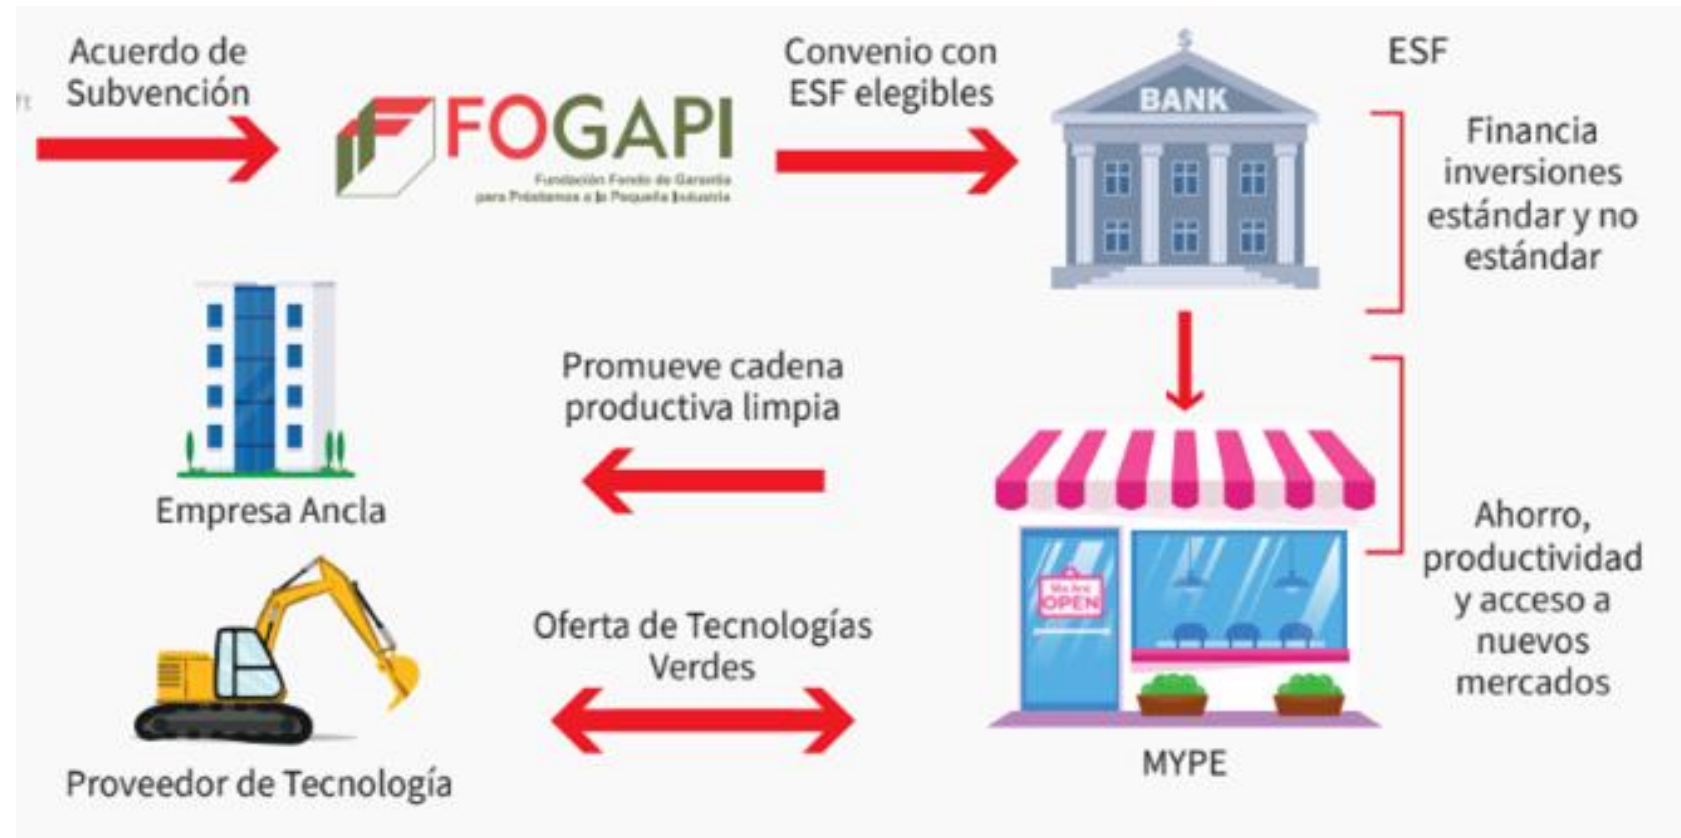 Acuerdo de
Subvención
FOGAPI
Fundación Fondo de Garantía
para Préstamos a la Pequeña Industria
Convenio con
ESF elegibles
BANK
ESF
Financia
inversiones
estándar y no
estándar
Promueve cadena
productiva limpia
Empresa Ancla
OPEN
Ahorro,
productividad
y acceso a
nuevos
mercados
Oferta de Tecnologías
Verdes
Proveedor de Tecnología
MYPE